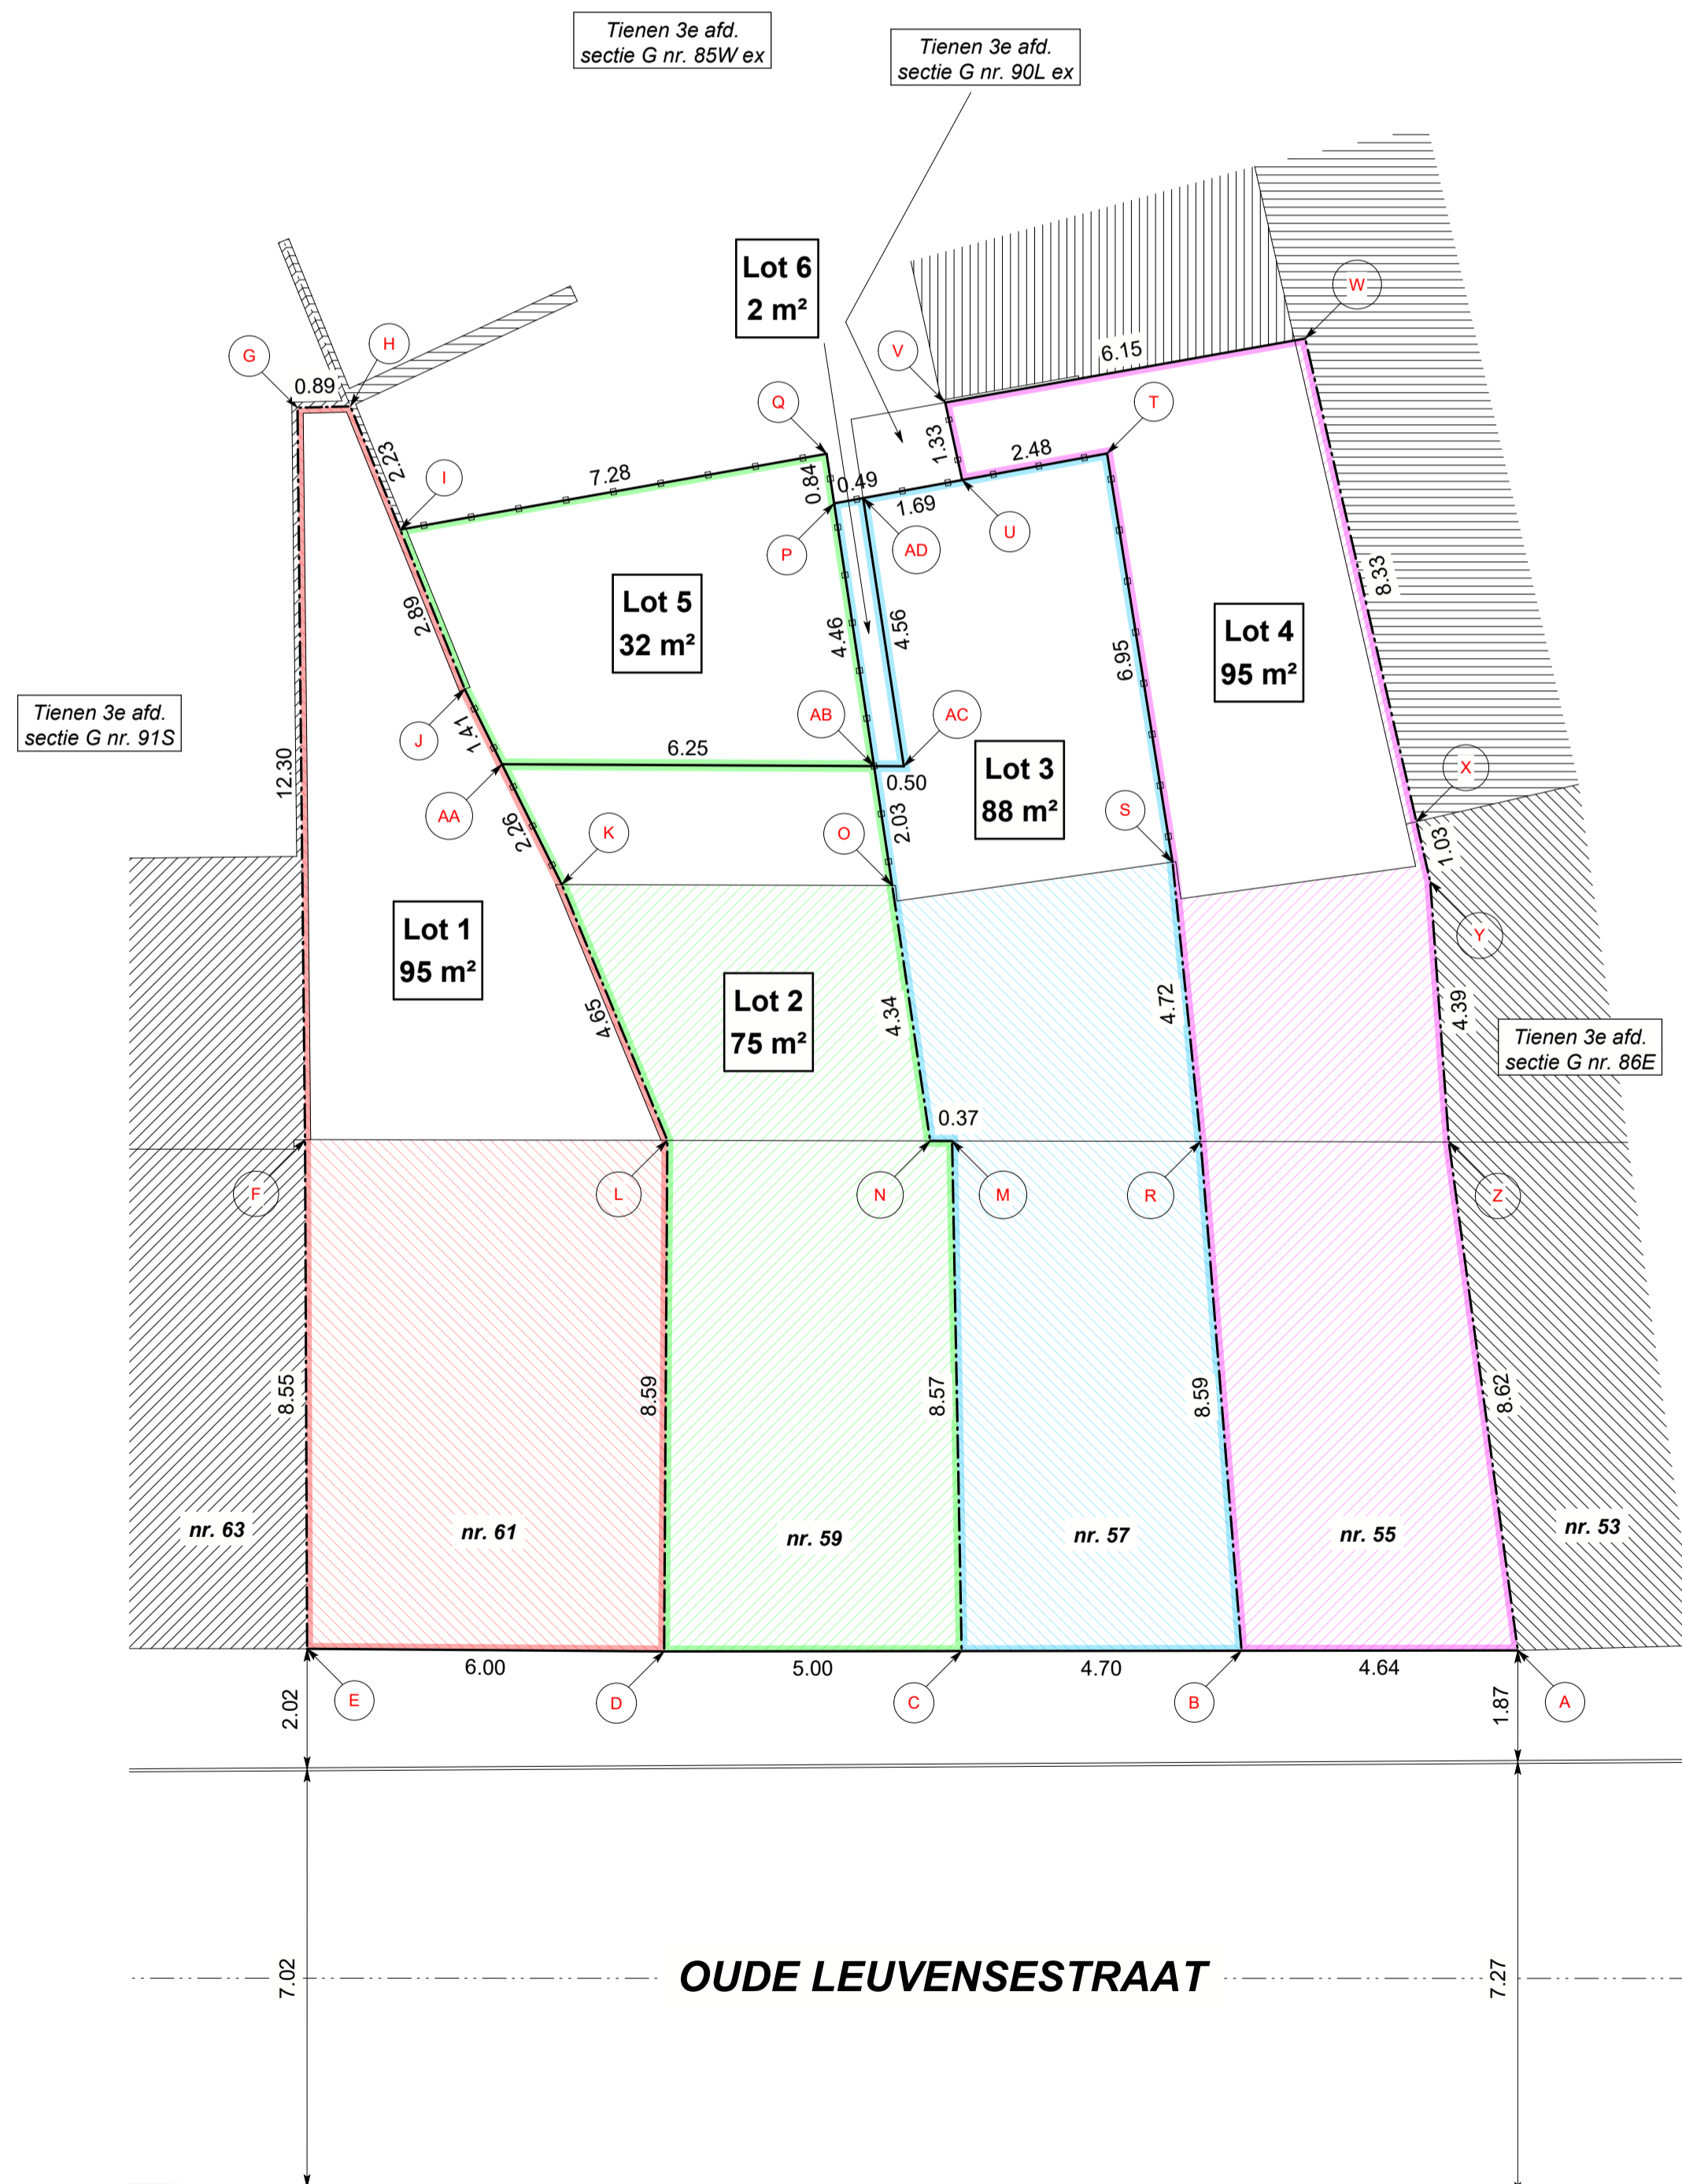 Tienen 3e afd.
sectie G nr. 85W ex
Tienen 3e afd.
sectie G nr. 90L ex
Lot 6
2 m²
W
V
6.15
G
H
0.89
Q
T
2.23
1.33
2.48
I
7.28
0.84
0.49
1.69
U
P
AD
8.33
2.89
Lot 5
32 m²
4.46
4.56
6.95
Lot 4
95 m²
Tienen 3e afd.
sectie G nr. 91S
J
1.41
AB
AC
6.25
0.50
12.30
Lot 3
88 m²
X
AA
2.26
K
O
2.03
S
1.03
Lot 1
95 m²
Y
4.65
Lot 2
75 m²
4.34
4.72
4.39
Tienen 3e afd.
sectie G nr. 86E
0.37
F
L
N
M
R
Z
8.55
8.59
8.57
8.59
8.62
nr. 63
nr. 61
nr. 59
nr. 57
nr. 55
nr. 53
6.00
5.00
4.70
4.64
2.02
E
D
C
B
1.87
A
7.02
OUDE LEUVENSESTRAAT
7.27